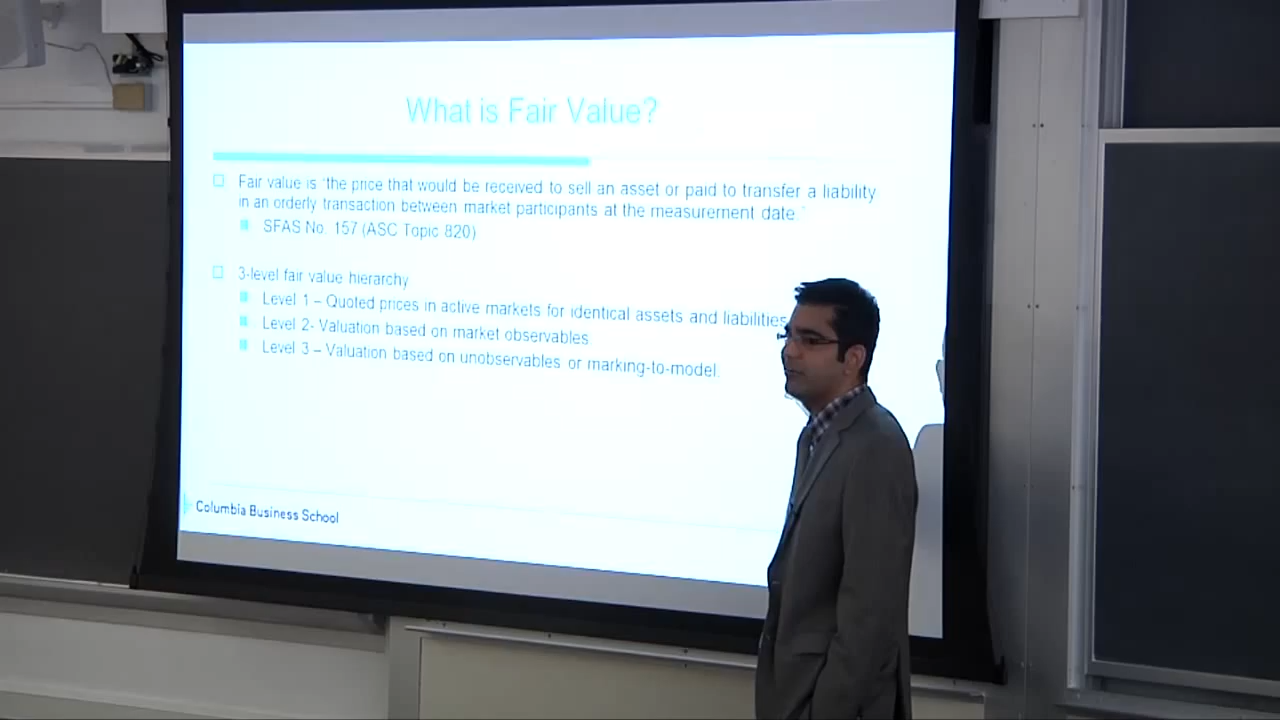 What is Fair Value?
Fair value is “the price that would be received to sell an asset or paid to transfer a liability
in an orderly transaction between market participants at the measurement date.”
SFAS No. 157 (ASC Topic 820)
3-level fair value hierarchy
Level 1 – Quoted prices in active markets for identical assets and liabilities
Level 2- Valuation based on market observables
Level 3 – Valuation based on unobservables or marking-to-model.
Columbia Business School